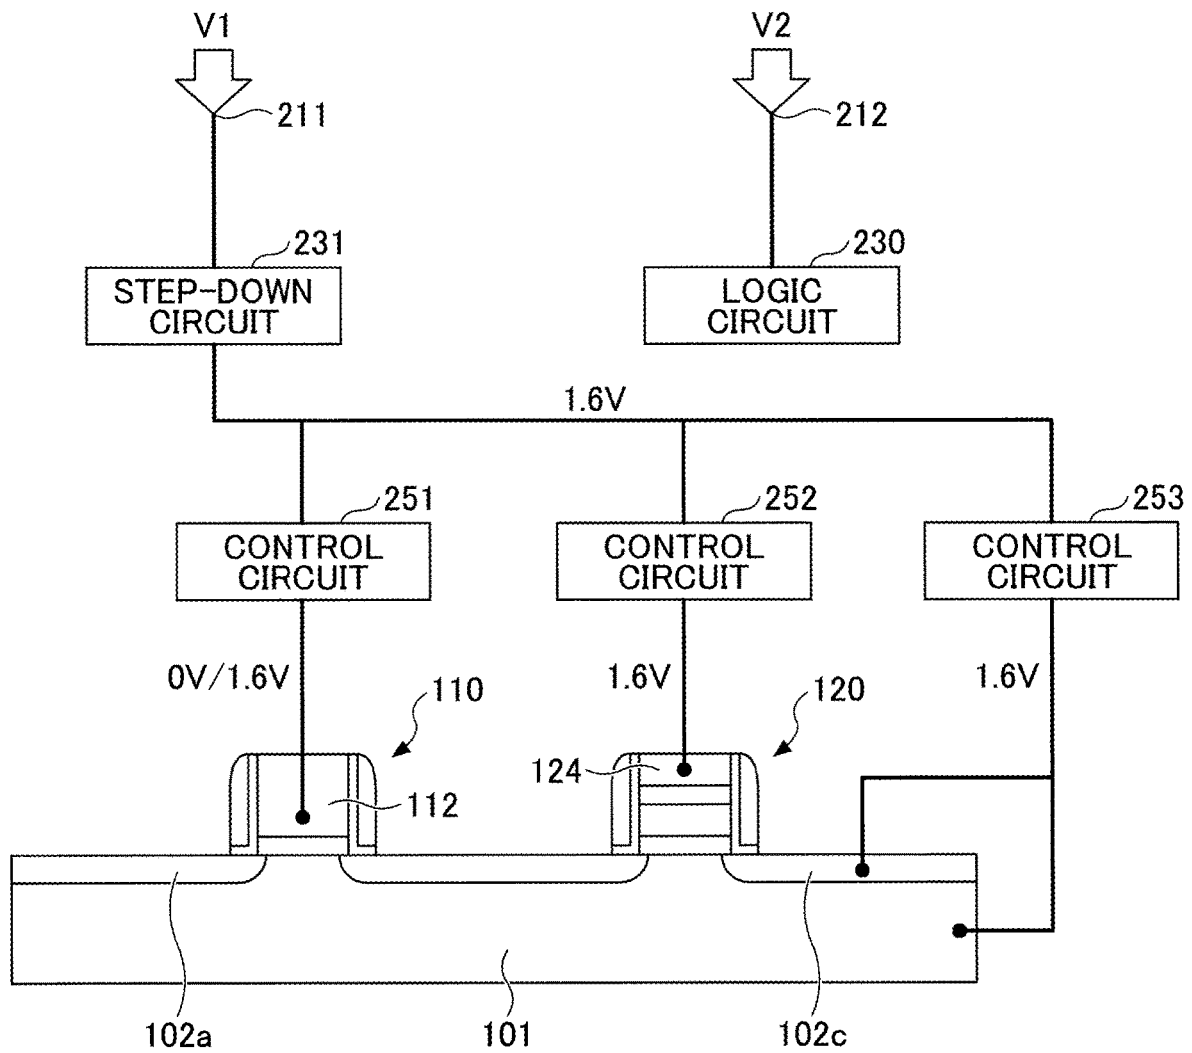 V1
V2
211
212
231
230
STEP-DOWN
CIRCUIT
LOGIC
CIRCUIT
1.6V
251
252
253
CONTROL
CIRCUIT
CONTROL
CIRCUIT
CONTROL
CIRCUIT
0V/1.6V
110
1.6V
120
1.6V
124
112
102a
101
102c